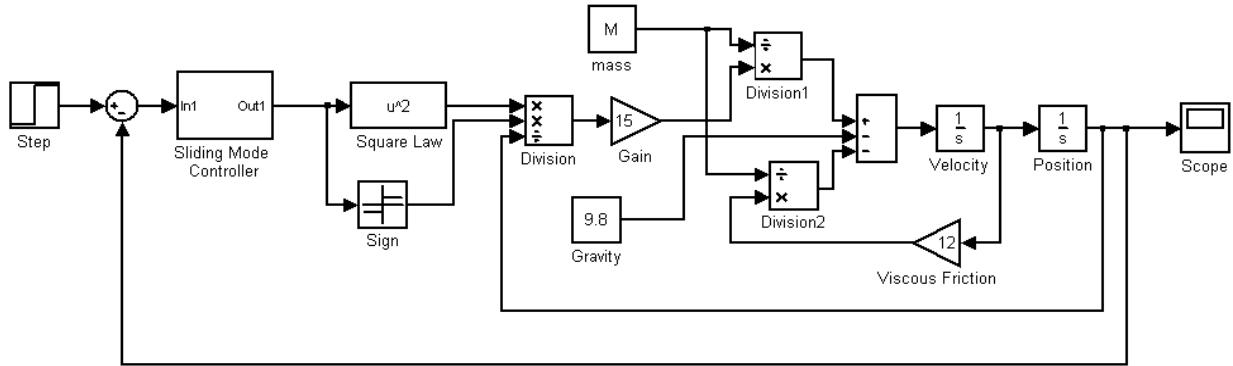 M
mass
÷
×
Division1
Step
+
−
In1
Out1
Sliding Mode
Controller
u^2
Square Law
×
×
÷
Division
15
Gain
+
−
−
1
s
Velocity
1
s
Position
Scope
Sign
9.8
Gravity
÷
×
Division2
12
Viscous Friction